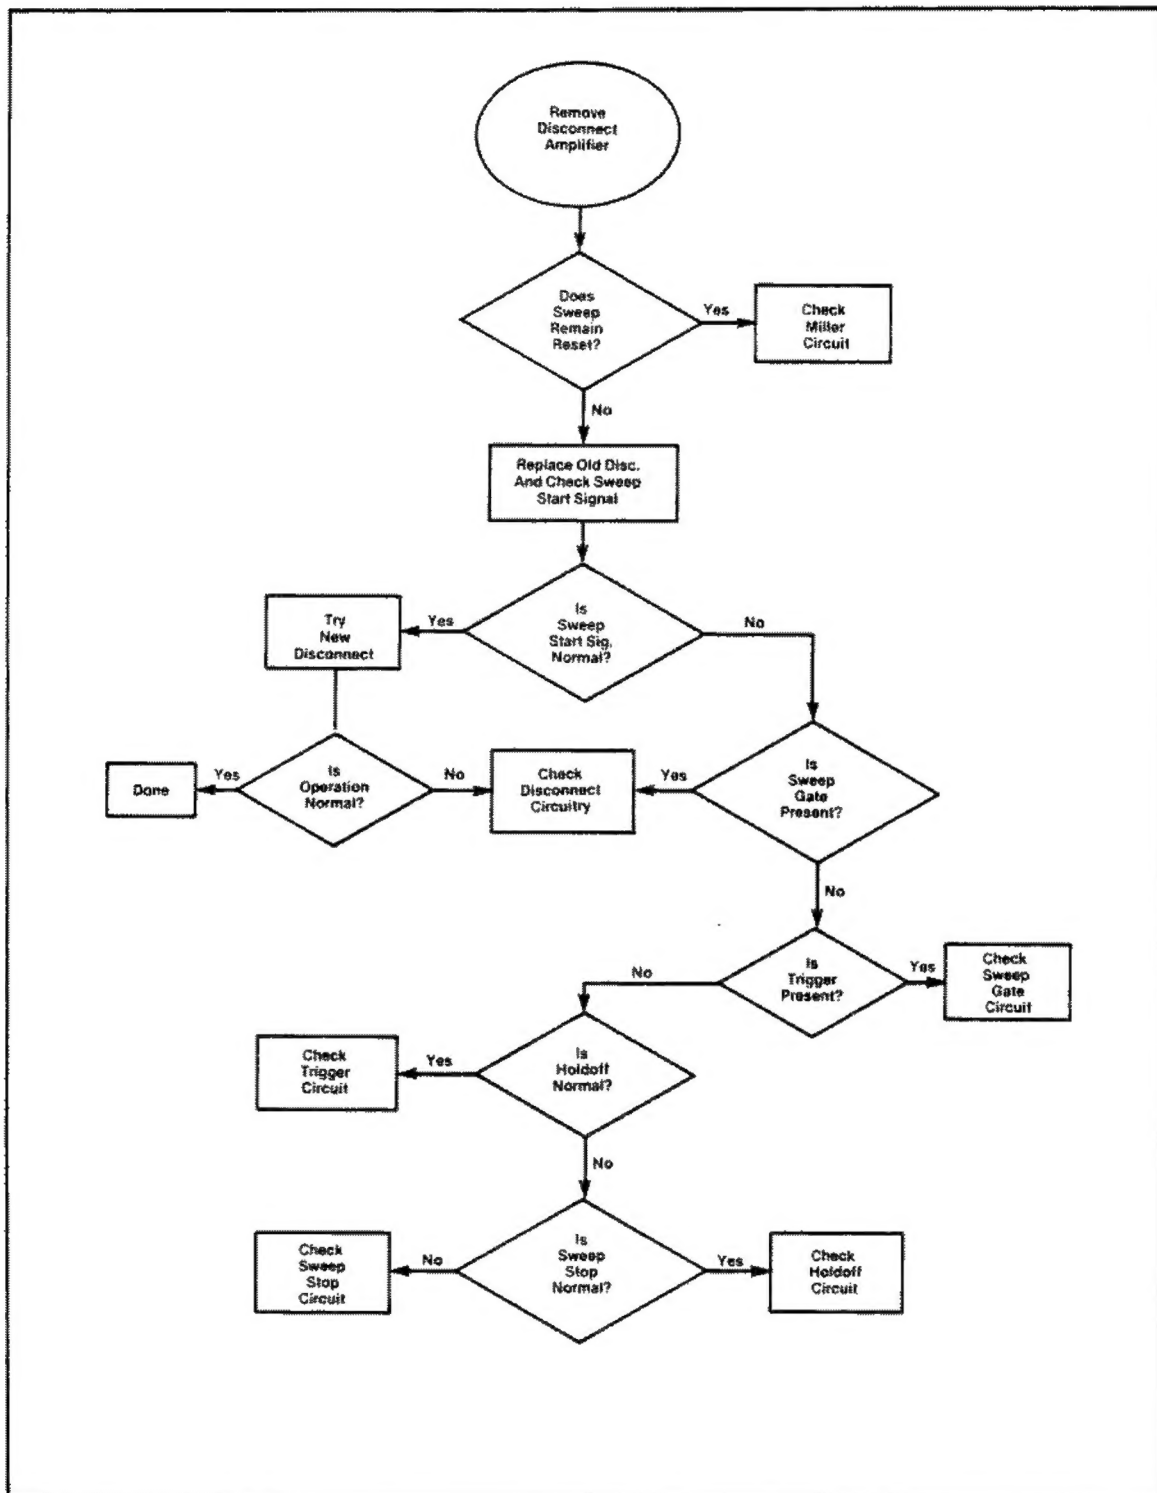 Remove
Disconnect
Amplifier
Does
Sweep
Remain
Reset?
Yes
Check
Miller
Circuit
No
Replace Old Disc.
And Check Sweep
Start Signal
Is
Sweep
Start Sig.
Normal?
Yes
Try
New
Disconnect
No
Is
Operation
Normal?
Yes
Done
No
Check
Disconnect
Circuitry
Yes
Is
Sweep
Gate
Present?
No
Is
Trigger
Present?
Yes
Check
Sweep
Gate
Circuit
No
Is
Holdoff
Normal?
Yes
Check
Trigger
Circuit
No
Is
Sweep
Stop
Normal?
No
Check
Sweep
Stop
Circuit
Yes
Check
Holdoff
Circuit